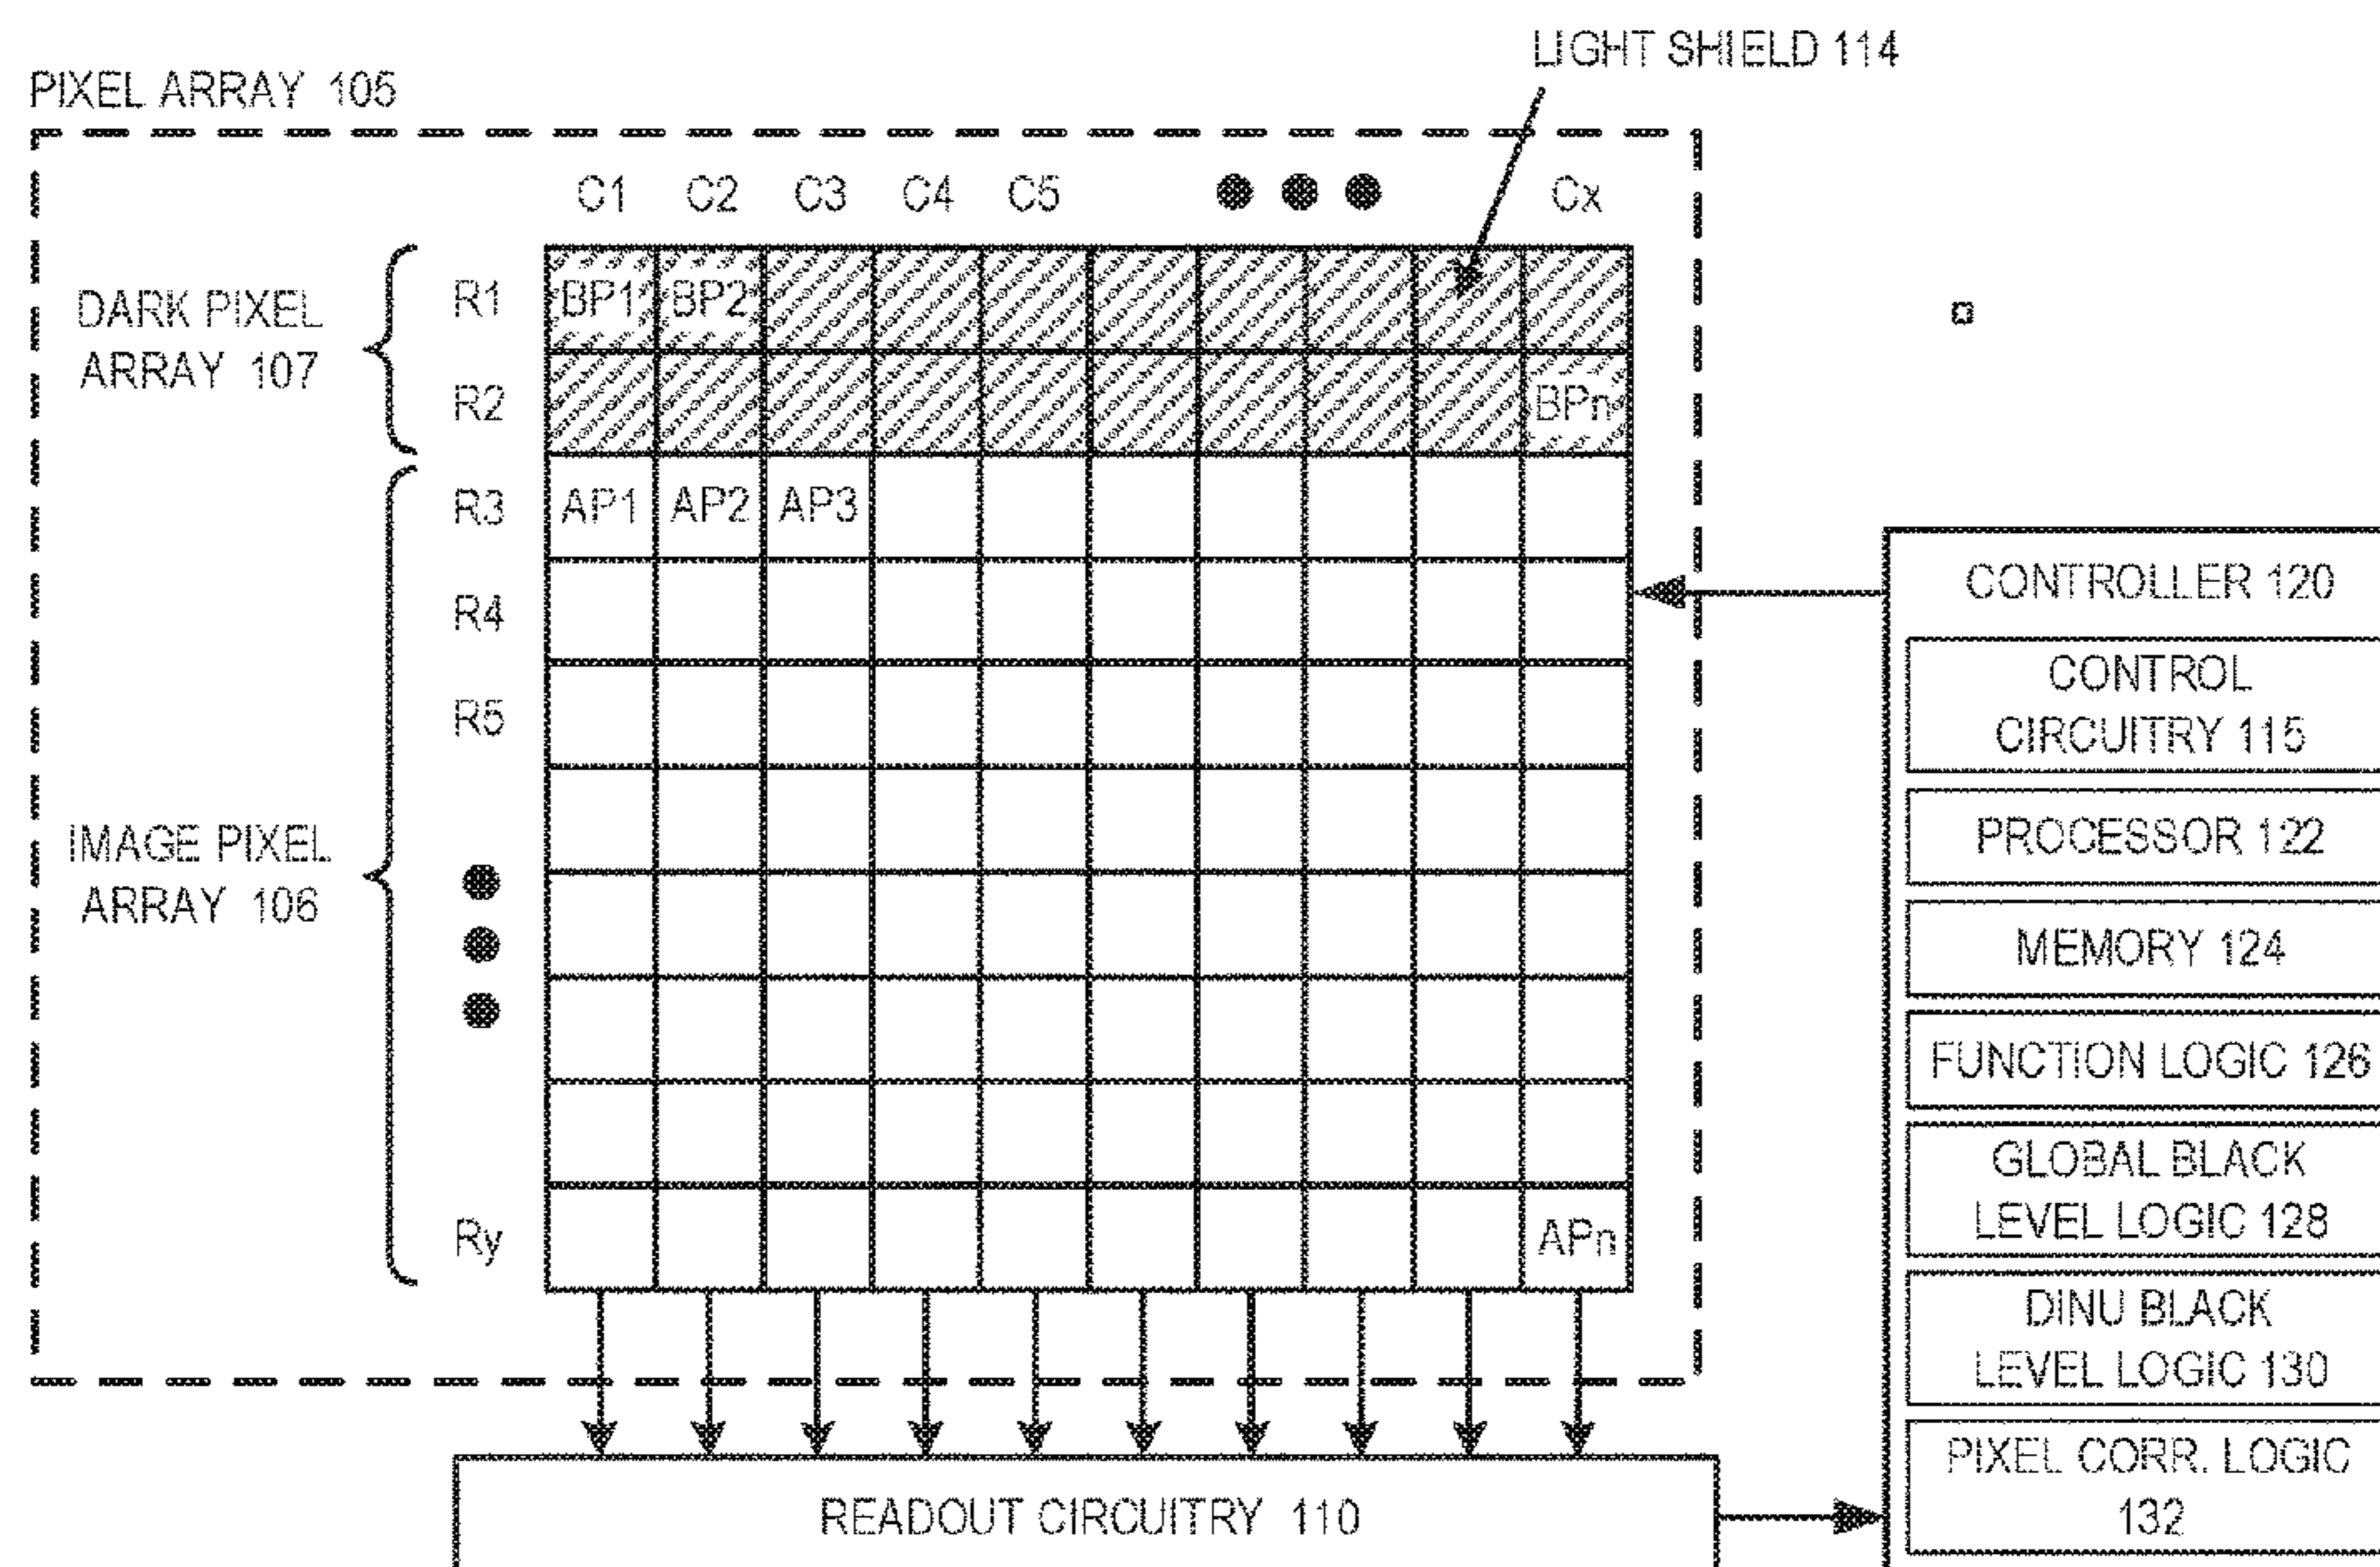 LIGHT SHIELD 114
PIXEL ARRAY 105
C1 C2 C3 C4 C5 Cx
DARK PIXEL
ARRAY 107
R1 BP1 BP2
R2 BPn
R3 AP1 AP2 AP3
R4
R5
IMAGE PIXEL
ARRAY 106
Ry APn
CONTROLLER 120
CONTROL
CIRCUITRY 115
PROCESSOR 122
MEMORY 124
FUNCTION LOGIC 126
GLOBAL BLACK
LEVEL LOGIC 128
DINU BLACK
LEVEL LOGIC 130
PIXEL CORR. LOGIC
132
READOUT CIRCUITRY 110